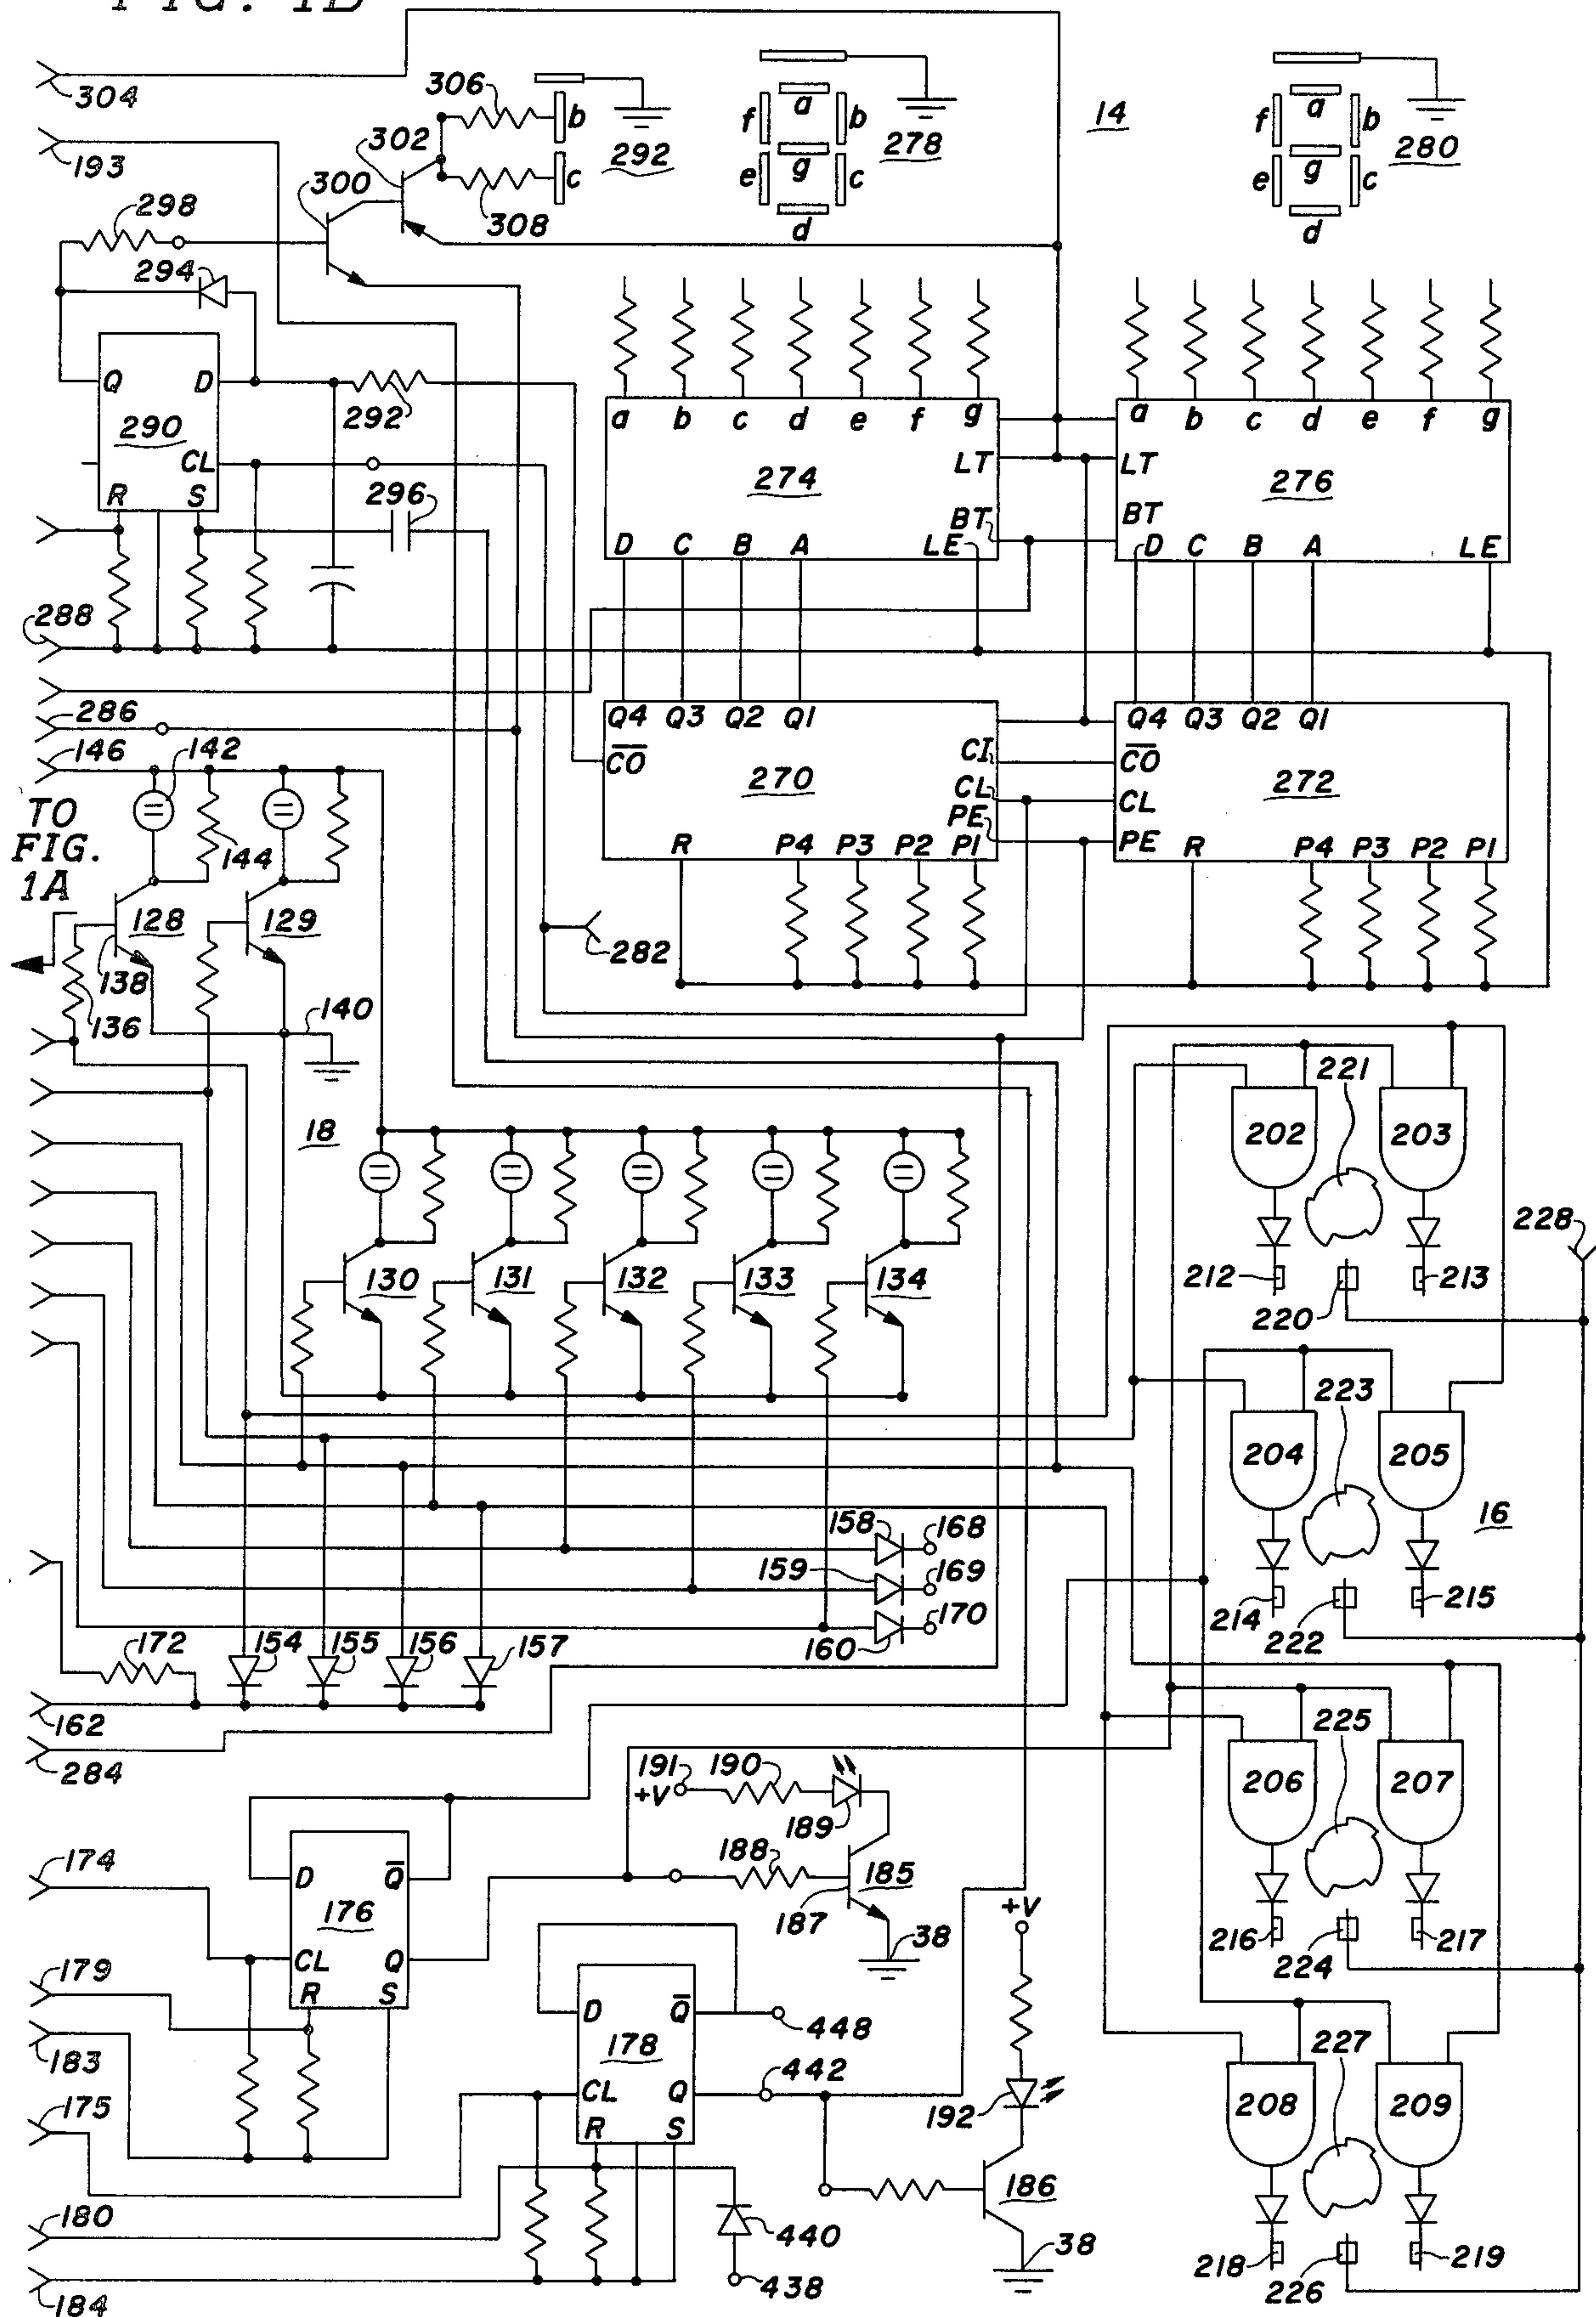 FIG. 1B
304
306
b
a
f
b
14
a
f
b
302
292
278
280
193
300
c
e
g
c
e
g
c
298
308
d
d
294
Q
D
292
a
b
c
d
e
f
g
a
b
c
d
e
f
g
290
CL
LT
LT
R
S
296
274
276
BT
BT
D
C
B
A
LE
D
C
B
A
LE
288
286
Q4
Q3
Q2
Q1
Q4
Q3
Q2
Q1
146
142
CO
CI
CO
TO
FIG.
1A
270
CL
CL
272
PE
PE
144
R
P4
P3
P2
P1
R
P4
P3
P2
P1
128
129
138
282
136
140
221
18
202
203
228
130
131
132
133
134
212
220
213
223
204
205
16
158
168
159
169
214
222
215
172
154
155
156
157
160
170
162
225
284
191
190
206
207
+V
189
174
D
Q
188
185
176
187
+V
216
224
217
CL
Q
38
179
R
S
D
Q
448
183
178
442
227
175
CL
Q
192
208
209
R
S
186
180
440
38
218
226
219
184
438